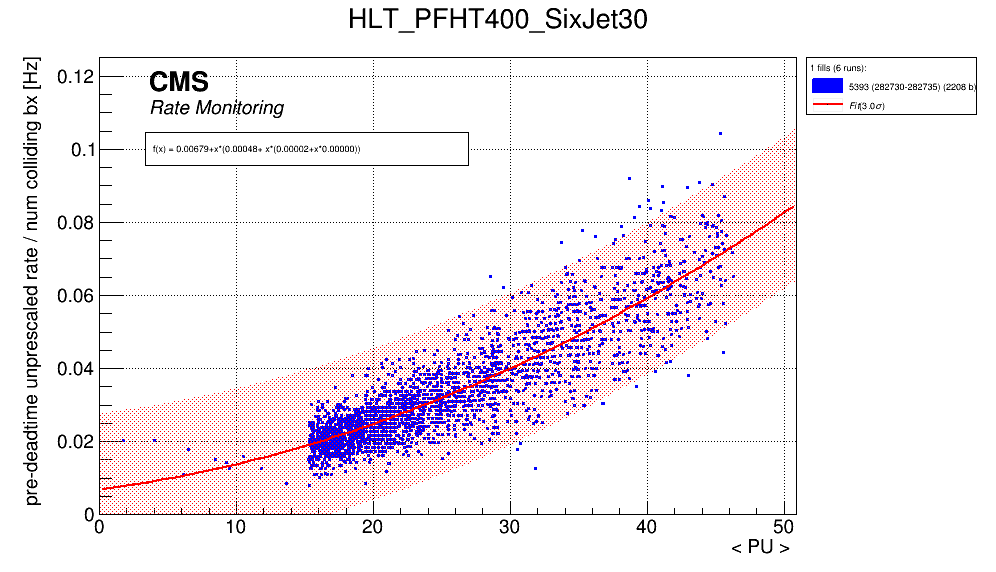 HLT_PFHT400_SixJet30
pre-deadtime unprescaled rate / num colliding bx [Hz]
0.12
0.1
0.08
0.06
0.04
0.02
0
CMS
Rate Monitoring
f(x) = 0.00679+x*(0.00048+ x*(0.00002+x*0.00000))
0 10 20 30 40 50
< PU >
1 fills (6 runs):
5393 (282730-282735) (2208 b)
Fit(3.0σ)